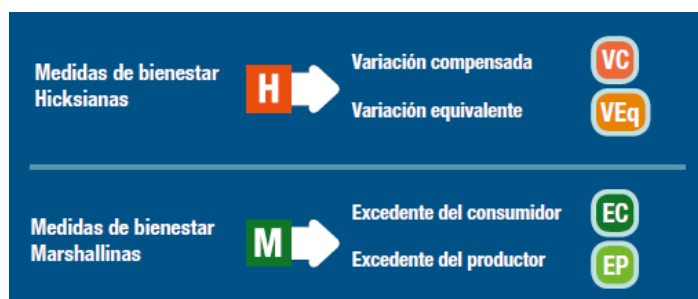 Medidas de bienestar
Hicksianas
H
Variación compensada
VC
Variación equivalente
VEq
Medidas de bienestar
Marshallinas
M
Excedente del consumidor
EC
Excedente del productor
EP